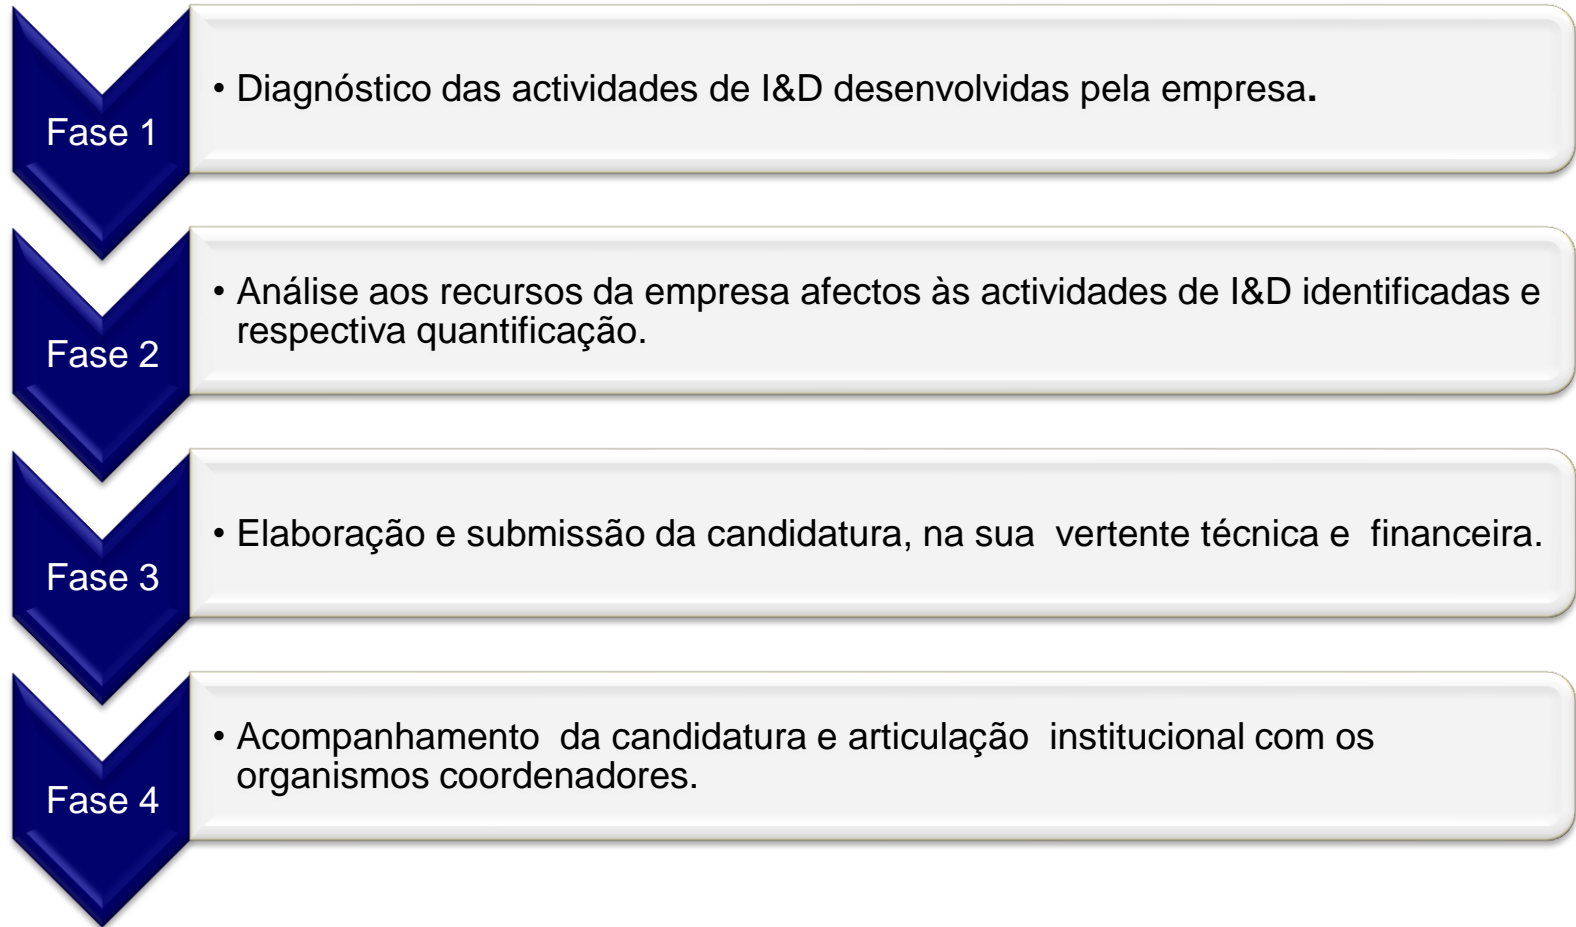 Fase 1
• Diagnóstico das actividades de I&D desenvolvidas pela empresa.
Fase 2
• Análise aos recursos da empresa afectos às actividades de I&D identificadas e
respectiva quantificação.
Fase 3
• Elaboração e submissão da candidatura, na sua vertente técnica e financeira.
Fase 4
• Acompanhamento da candidatura e articulação institucional com os
organismos coordenadores.